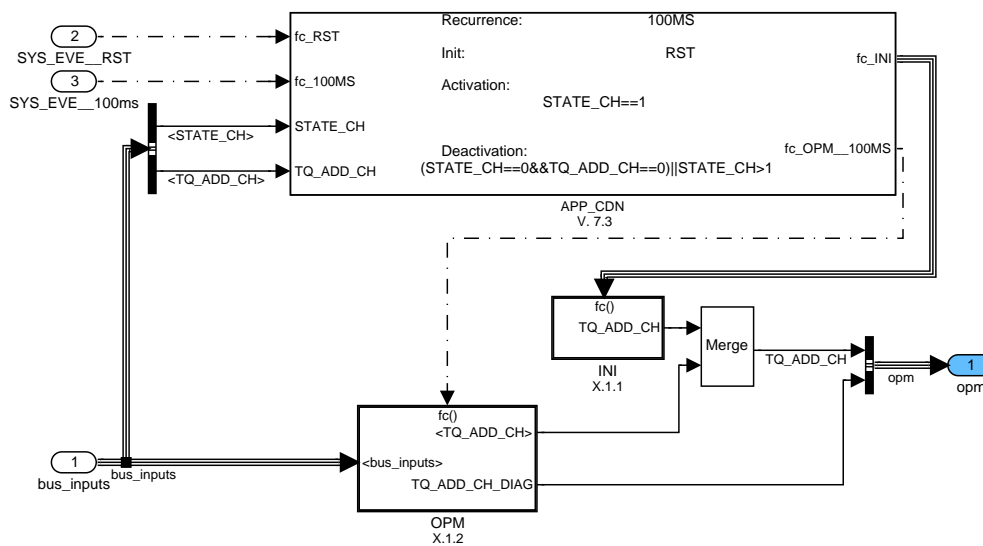 2
SYS_EVE__RST
3
SYS_EVE__100ms
<STATE_CH>
<TQ_ADD_CH>
fc_RST
fc_100MS
STATE_CH
TQ_ADD_CH
Recurrence: 100MS
Init: RST
Activation:
STATE_CH==1
Deactivation:
(STATE_CH==0&&TQ_ADD_CH==0)||STATE_CH>1
fc_INI
fc_OPM__100MS
APP_CDN
V. 7.3
fc()
TQ_ADD_CH
INI
X.1.1
Merge
TQ_ADD_CH
opm
1
opm
1
bus_inputs
bus_inputs
fc()
<TQ_ADD_CH>
<bus_inputs>
TQ_ADD_CH_DIAG
OPM
X.1.2